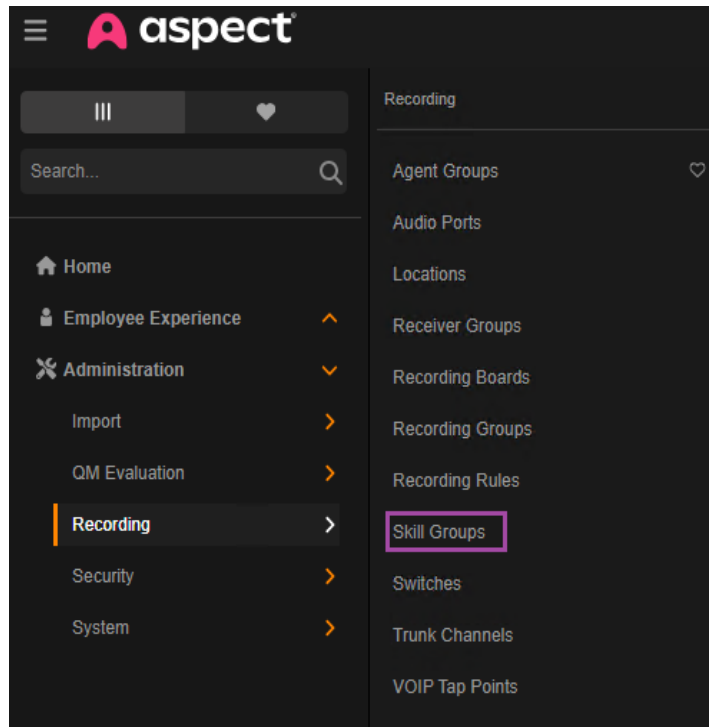 aspect
Search...
Home
Employee Experience
Administration
Import
QM Evaluation
Recording
Security
System
Recording
Agent Groups
Audio Ports
Locations
Receiver Groups
Recording Boards
Recording Groups
Recording Rules
Skill Groups
Switches
Trunk Channels
VOIP Tap Points